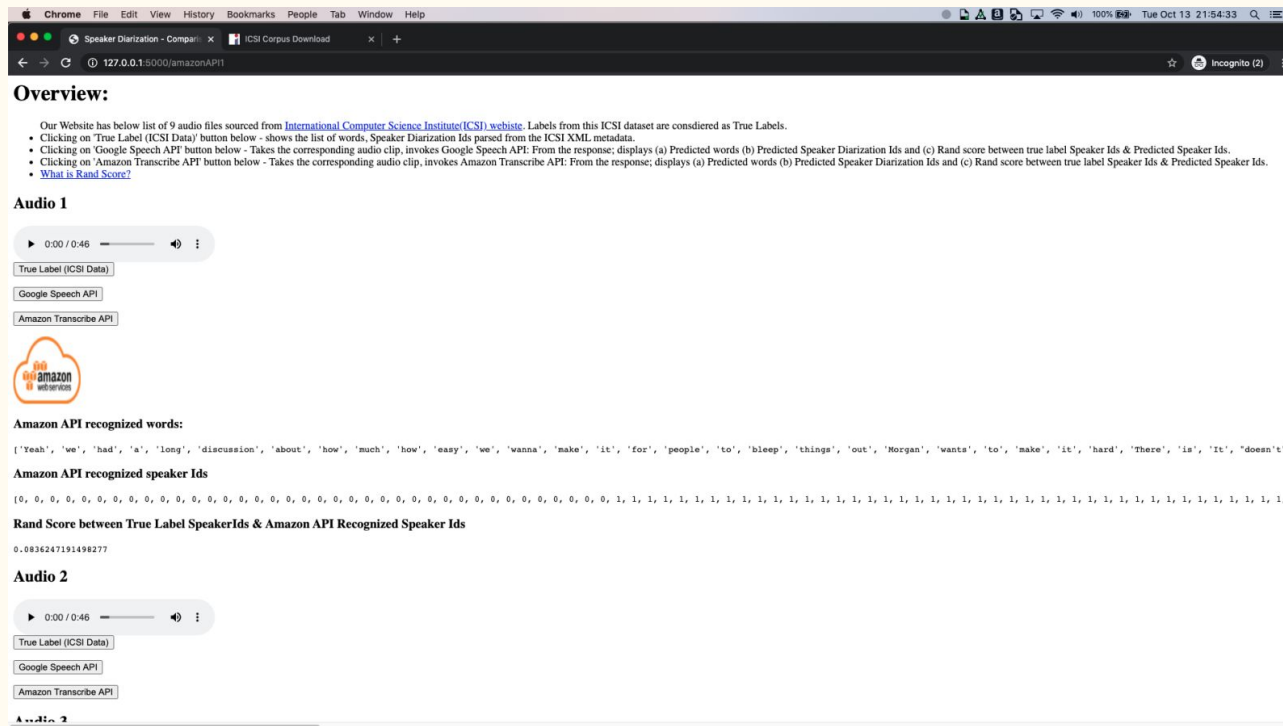 Chrome File Edit View History Bookmarks People Tab Window Help 100% Tue Oct 13 21:54:33
Speaker Diarization - Comparis ICSI Corpus Download
127.0.0.1:5000/amazonAPI1 Incognito (2)
Overview:
Our Website has below list of 9 audio files sourced from International Computer Science Institute(ICSI) webiste. Labels from this ICSI dataset are consdiered as True Labels.
• Clicking on 'True Label (ICSI Data)' button below - shows the list of words, Speaker Diarization Ids parsed from the ICSI XML metadata.
• Clicking on 'Google Speech API' button below - Takes the corresponding audio clip, invokes Google Speech API: From the response; displays (a) Predicted words (b) Predicted Speaker Diarization Ids and (c) Rand score between true label Speaker Ids & Predicted Speaker Ids.
• Clicking on 'Amazon Transcribe API' button below - Takes the corresponding audio clip, invokes Amazon Transcribe API: From the response; displays (a) Predicted words (b) Predicted Speaker Diarization Ids and (c) Rand score between true label Speaker Ids & Predicted Speaker Ids.
• What is Rand Score?
Audio 1
0:00 / 0:46
True Label (ICSI Data)
Google Speech API
Amazon Transcribe API
amazon
webservices
Amazon API recognized words:
['Yeah', 'we', 'had', 'a', 'long', 'discussion', 'about', 'how', 'much', 'how', 'easy', 'we', 'wanna', 'make', 'it', 'for', 'people', 'to', 'bleep', 'things', 'out', 'Morgan', 'wants', 'to', 'make', 'it', 'hard', 'There', 'is', 'It', "doesn't"
Amazon API recognized speaker Ids
[0, 0, 0, 0, 0, 0, 0, 0, 0, 0, 0, 0, 0, 0, 0, 0, 0, 0, 0, 0, 0, 0, 0, 0, 0, 0, 0, 0, 0, 0, 0, 0, 0, 0, 0, 0, 0, 0, 1, 1, 1, 1, 1, 1, 1, 1, 1, 1, 1, 1, 1, 1, 1, 1, 1, 1, 1, 1, 1, 1, 1, 1, 1, 1, 1, 1, 1, 1, 1, 1, 1, 1, 1, 1, 1, 1, 1, 1, 1, 1
Rand Score between True Label SpeakerIds & Amazon API Recognized Speaker Ids
0.0836247191498277
Audio 2
0:00 / 0:46
True Label (ICSI Data)
Google Speech API
Amazon Transcribe API
Audio 3